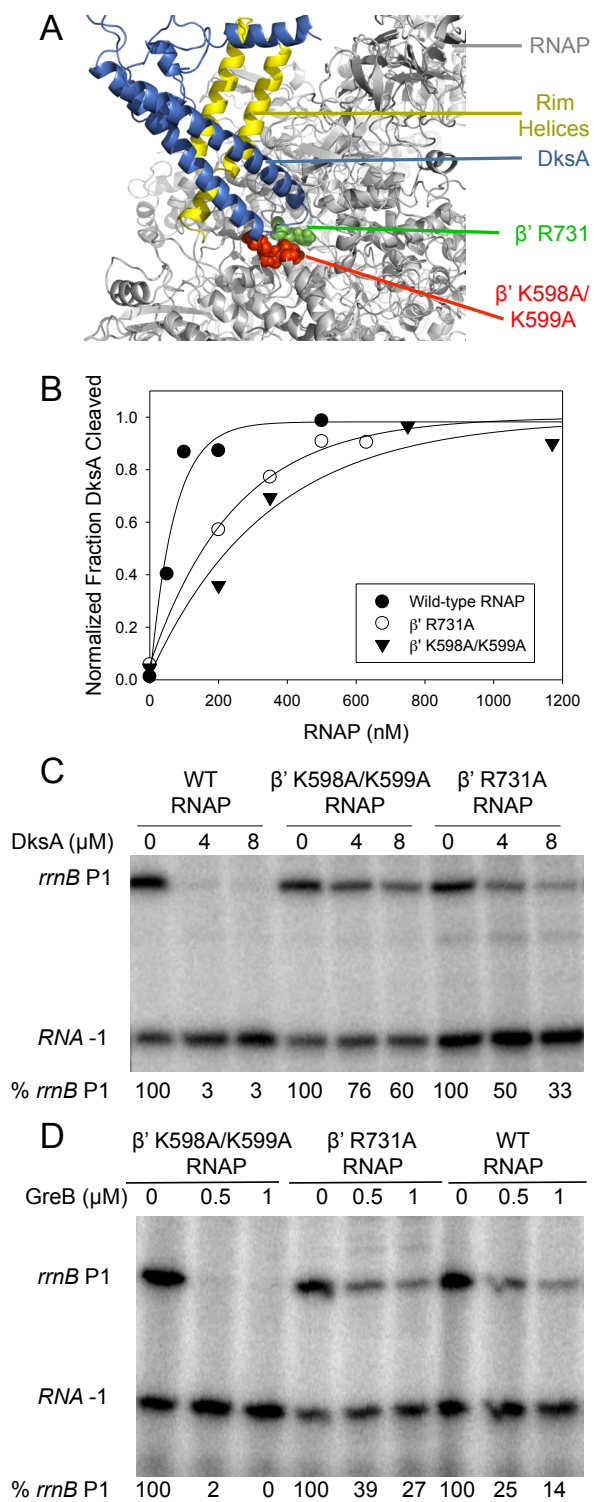 A
RNAP
Rim
Helices
DksA
β' R731
β' K598A/
K599A
B
Normalized Fraction DksA Cleaved
1.0
0.8
0.6
0.4
0.2
0.0
Wild-type RNAP
β' R731A
β' K598A/K599A
0 200 400 600 800 1000 1200
RNAP (nM)
C
WT
RNAP
β' K598A/K599A
RNAP
β' R731A
RNAP
DksA (μM) 0 4 8 0 4 8 0 4 8
rrnB P1
RNA -1
% rrnB P1 100 3 3 100 76 60 100 50 33
D
β' K598A/K599A
RNAP
β' R731A
RNAP
WT
RNAP
GreB (μM) 0 0.5 1 0 0.5 1 0 0.5 1
rrnB P1
RNA -1
% rrnB P1 100 2 0 100 39 27 100 25 14